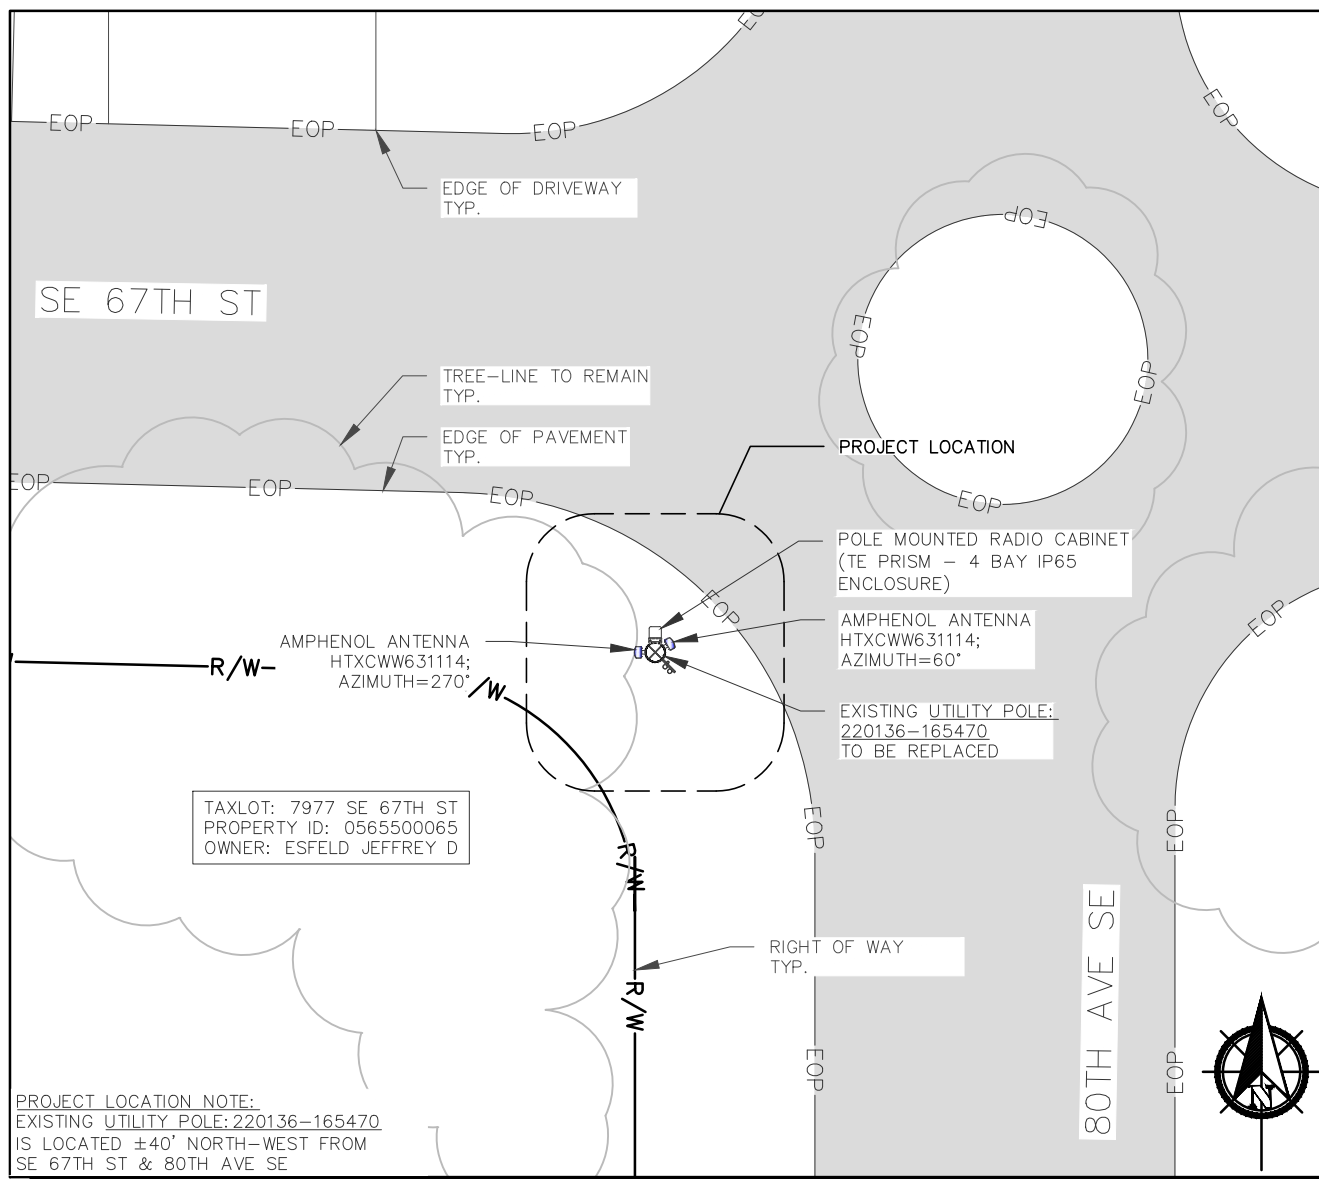 EOP
EOP
EOP
EOP
EOP
EDGE OF DRIVEWAY
TYP.
EOP
SE 67TH ST
EOP
EOP
TREE-LINE TO REMAIN
TYP.
EDGE OF PAVEMENT
TYP.
PROJECT LOCATION
EOP
EOP
EOP
EOP
POLE MOUNTED RADIO CABINET
(TE PRISM - 4 BAY IP65
ENCLOSURE)
EOP
EOP
AMPHENOL ANTENNA
HTXCWW631114;
AZIMUTH=60°
AMPHENOL ANTENNA
HTXCWW631114;
AZIMUTH=270°
R/W
/W
EXISTING UTILITY POLE:
220136-165470
TO BE REPLACED
TAXLOT: 7977 SE 67TH ST
PROPERTY ID: 0565500065
OWNER: ESFELD JEFFREY D
EOP
EOP
R/W
80TH AVE SE
RIGHT OF WAY
TYP.
R/W
EOP
EOP
N
PROJECT LOCATION NOTE:
EXISTING UTILITY POLE: 220136-165470
IS LOCATED ±40' NORTH-WEST FROM
SE 67TH ST & 80TH AVE SE